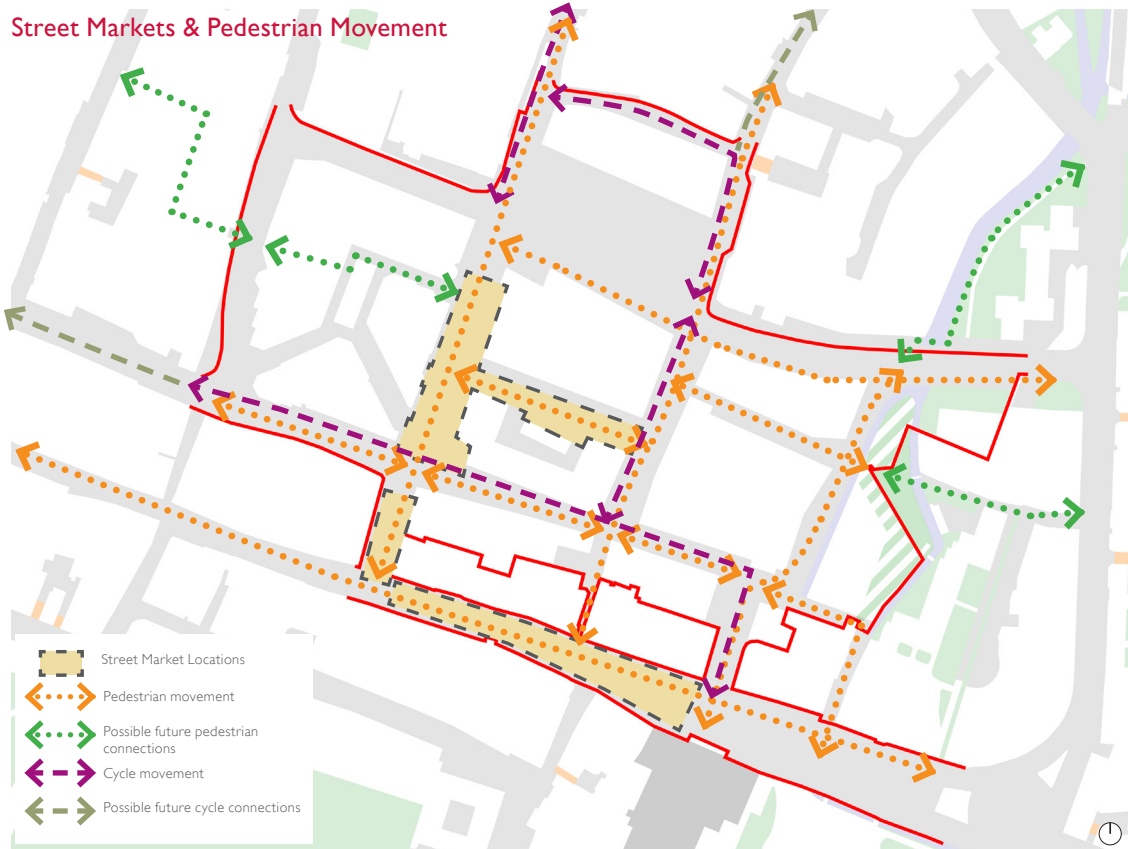 Street Markets & Pedestrian Movement
Street Market Locations
Pedestrian movement
Possible future pedestrian
connections
Cycle movement
Possible future cycle connections